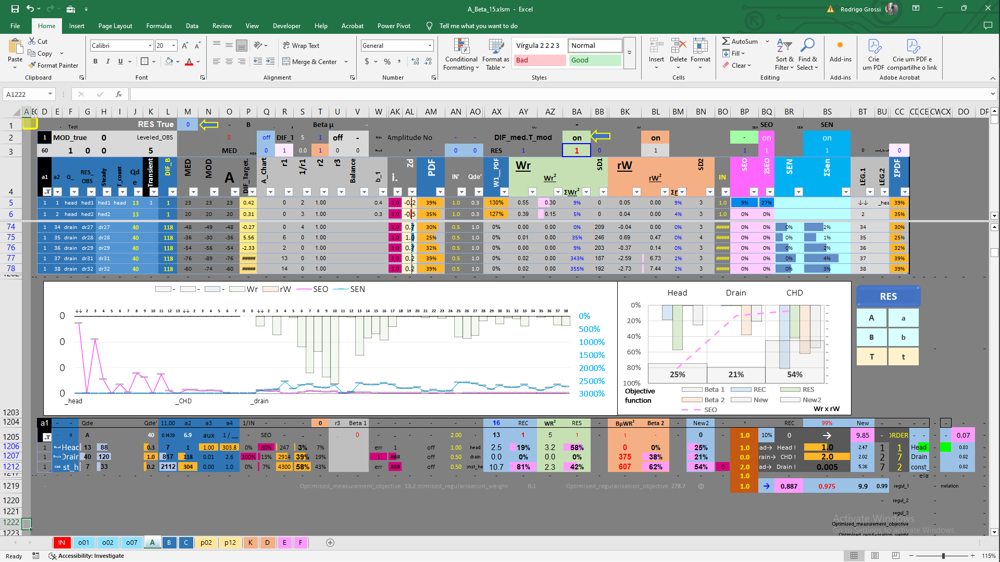 A_Beta_15.xlsm - Excel
Rodrigo Grossi
File Home Insert Page Layout Formulas Data Review View Developer Help Acrobat Power Pivot Tell me what you want to do
Paste
Cut
Copy
Format Painter
Calibri 20
B I U
Wrap Text
Merge & Center
General
Conditional Formatting
Format as Table
Vírgula 2 2 2 3 Normal
Bad Good
Insert Delete Format
AutoSum
Fill
Clear
Sort & Filter
Find & Select
Add-ins
Crie um PDF
Crie um PDF e compartilhe o link
Clipboard Font Alignment Number Styles Cells Editing Add-ins Adobe Acrobat
A1222 fx
A D E F G H I J K L M N O P Q R S T U V W AK AL AM AN AO AX AY AZ BA BB BK BL BM BN BO BP BQ BR BS BT BU CC CE CX DO DP
1 Test RES True 0 - B Beta µ - - SEO SEN
2 1 MOD_true 0 Leveled_OBS 0 off 5 1 off - Amplitude No - - DIF_med.T_mod on on - on on
3 60 1 0 0 5 MED 0 1 0.0 1 0 0 0 0 RES 1 1 0 1 1 1 1 0 0
4 a1 a2 G_ RES_OBS Steady T_count Qde Transient DIF_B MED MOD A DIF_Target. A_Chart r1 1/r1 r2 r3 Balance b_1 i. Zd PDF IN' Qde' W1__PDF Wr Wr² ΣWr² SD1 rW rW² SD2 IN SEO ΣSEO SEN ΣSen LEG.1 LEG.2 ΣPDF
5 1 1 head hed1 hed1 head 13 1 1 23 23 23 0.42 0 2 1.00 0.4 1.0 39% 1.0 0.3 130% 0.55 0.30 9% 0 0.05 0.00 9% 3 1.0 9% 27% ↓↓ _hea 39%
6 1 2 head hed2 hed2 13 1 20 20 20 0.31 0 3 1.00 0.3 1.0 35% 1.0 0.3 127% 0.39 0.15 5% 0 0.04 0.00 4% 3 1.0 0% 0% 2 35%
74 1 34 drain dr27 dr27 40 118 -48 -49 -48 -0.27 0 4 1.00 1.0 30% 0.5 1.0 0% 0.00 0.00 0% 209 -0.04 0.00 0% 3 ##### 0% 0% 0% 2% 34 30%
75 1 35 drain dr28 dr28 40 118 -36 -30 -36 5.56 6 0 1.00 1.0 25% 0.5 1.0 0% 0.01 0.00 35% 246 0.69 0.47 0% 4 ##### 0% 0% 0% 1% 35 25%
76 1 36 drain dr29 dr29 40 118 -54 -56 -54 -2.33 2 0 1.00 1.0 32% 0.5 1.0 0% 0.00 0.00 9% 203 -0.37 0.14 0% 3 ##### 0% 0% 0% 2% 36 32%
77 1 37 drain dr31 dr31 40 118 -76 -89 -76 ##### 13 0 1.00 1.0 39% 0.5 1.0 0% 0.02 0.00 343% 187 -2.59 6.73 2% 3 ##### 0% 0% 0% 4% 37 39%
78 1 38 drain dr32 dr32 40 118 -60 -74 -60 ##### 14 0 1.00 1.0 39% 0.5 1.0 0% 0.02 0.00 355% 192 -2.73 7.44 2% 3 ##### 0% 0% 0% 3% 38 39%
- - - Wr rW SEO SEN
↓↓ 2 3 4 5 6 7 8 9 10 11 12 13 ↓↓ 2 3 4 5 6 7 0 0 ↓↓ 2 3 4 5 6 7 8 9 10 11 12 13 14 15 16 17 18 19 20 21 22 23 24 25 26 27 28 29 30 31 32 33 34 35 36 37 38
0 0 0 0
0%
500%
1000%
1500%
2000%
2500%
3000%
_head _CHD _drain
Head Drain CHD
0%
20%
40%
60%
80%
100%
25% 21% 54%
Objective function
Beta 1 REC RES
Beta 2 New New2
SEO
Wr x rW
RES
A a
B b
T t
1203
1204 a1 - - Qde Qde' 11.00 a2 a3 a4 1/IN - - - 0 r3 Beta 1 - - - - - 16 REC WR² RES - BµWR² Beta 2 - New2 REC 99% New
1205 0 A 40 0.1439 6.9 aux 1 / __ - SEO - - - 0 2.00 13 1 5 1 1 0 1.0 10% 0 → 9.85 - ORDER - - 0.07
1206 1 Head 13 88 0.3 7 1 1.00 303.8 0% 80% 247 3% 7% err 1 off 1.00 head 2.5 19% 3.2 58% 0 0% 25% 1.0 Head ! 1.0 2.47 1 1 Head 0.03
1207 1 Drain 40 120 1.0 817 118 0.01 2.6 100% 13% 2914 39% 19% 1 ### off 0.50 drain 0.0 0% 0.0 0% 375 38% 21% 0.0 CHD ! 2.0 2.02 2 7 Drain 0.02
1212 1 CHD st_h 7 33 0.2 2112 304 0.00 1.0 0% 7% 4300 58% 43% err ### off 0.50 onst_he 10.7 81% 2.3 42% 607 62% 54% 0 2.0 Drain ! 0.005 5.36 7 2 const_ 0.02
1217 1.0
1219 - Optimised_measurement_objective 13.2 timised_regularisation_weight 0.1 Optimised_regularisation_objective 278.7 Φ 1.0 → 0.887 0.975 9.9 0.99 regul_1 - rrelation
1220 regul_2
1221 regul_3
1222 Optimised_measurement_objective
1223
Activate Windows
Go to Settings to activate Windows.
IN o01 o02 o07 A B C p02 p12 K D E F
Ready Accessibility: Investigate 115%